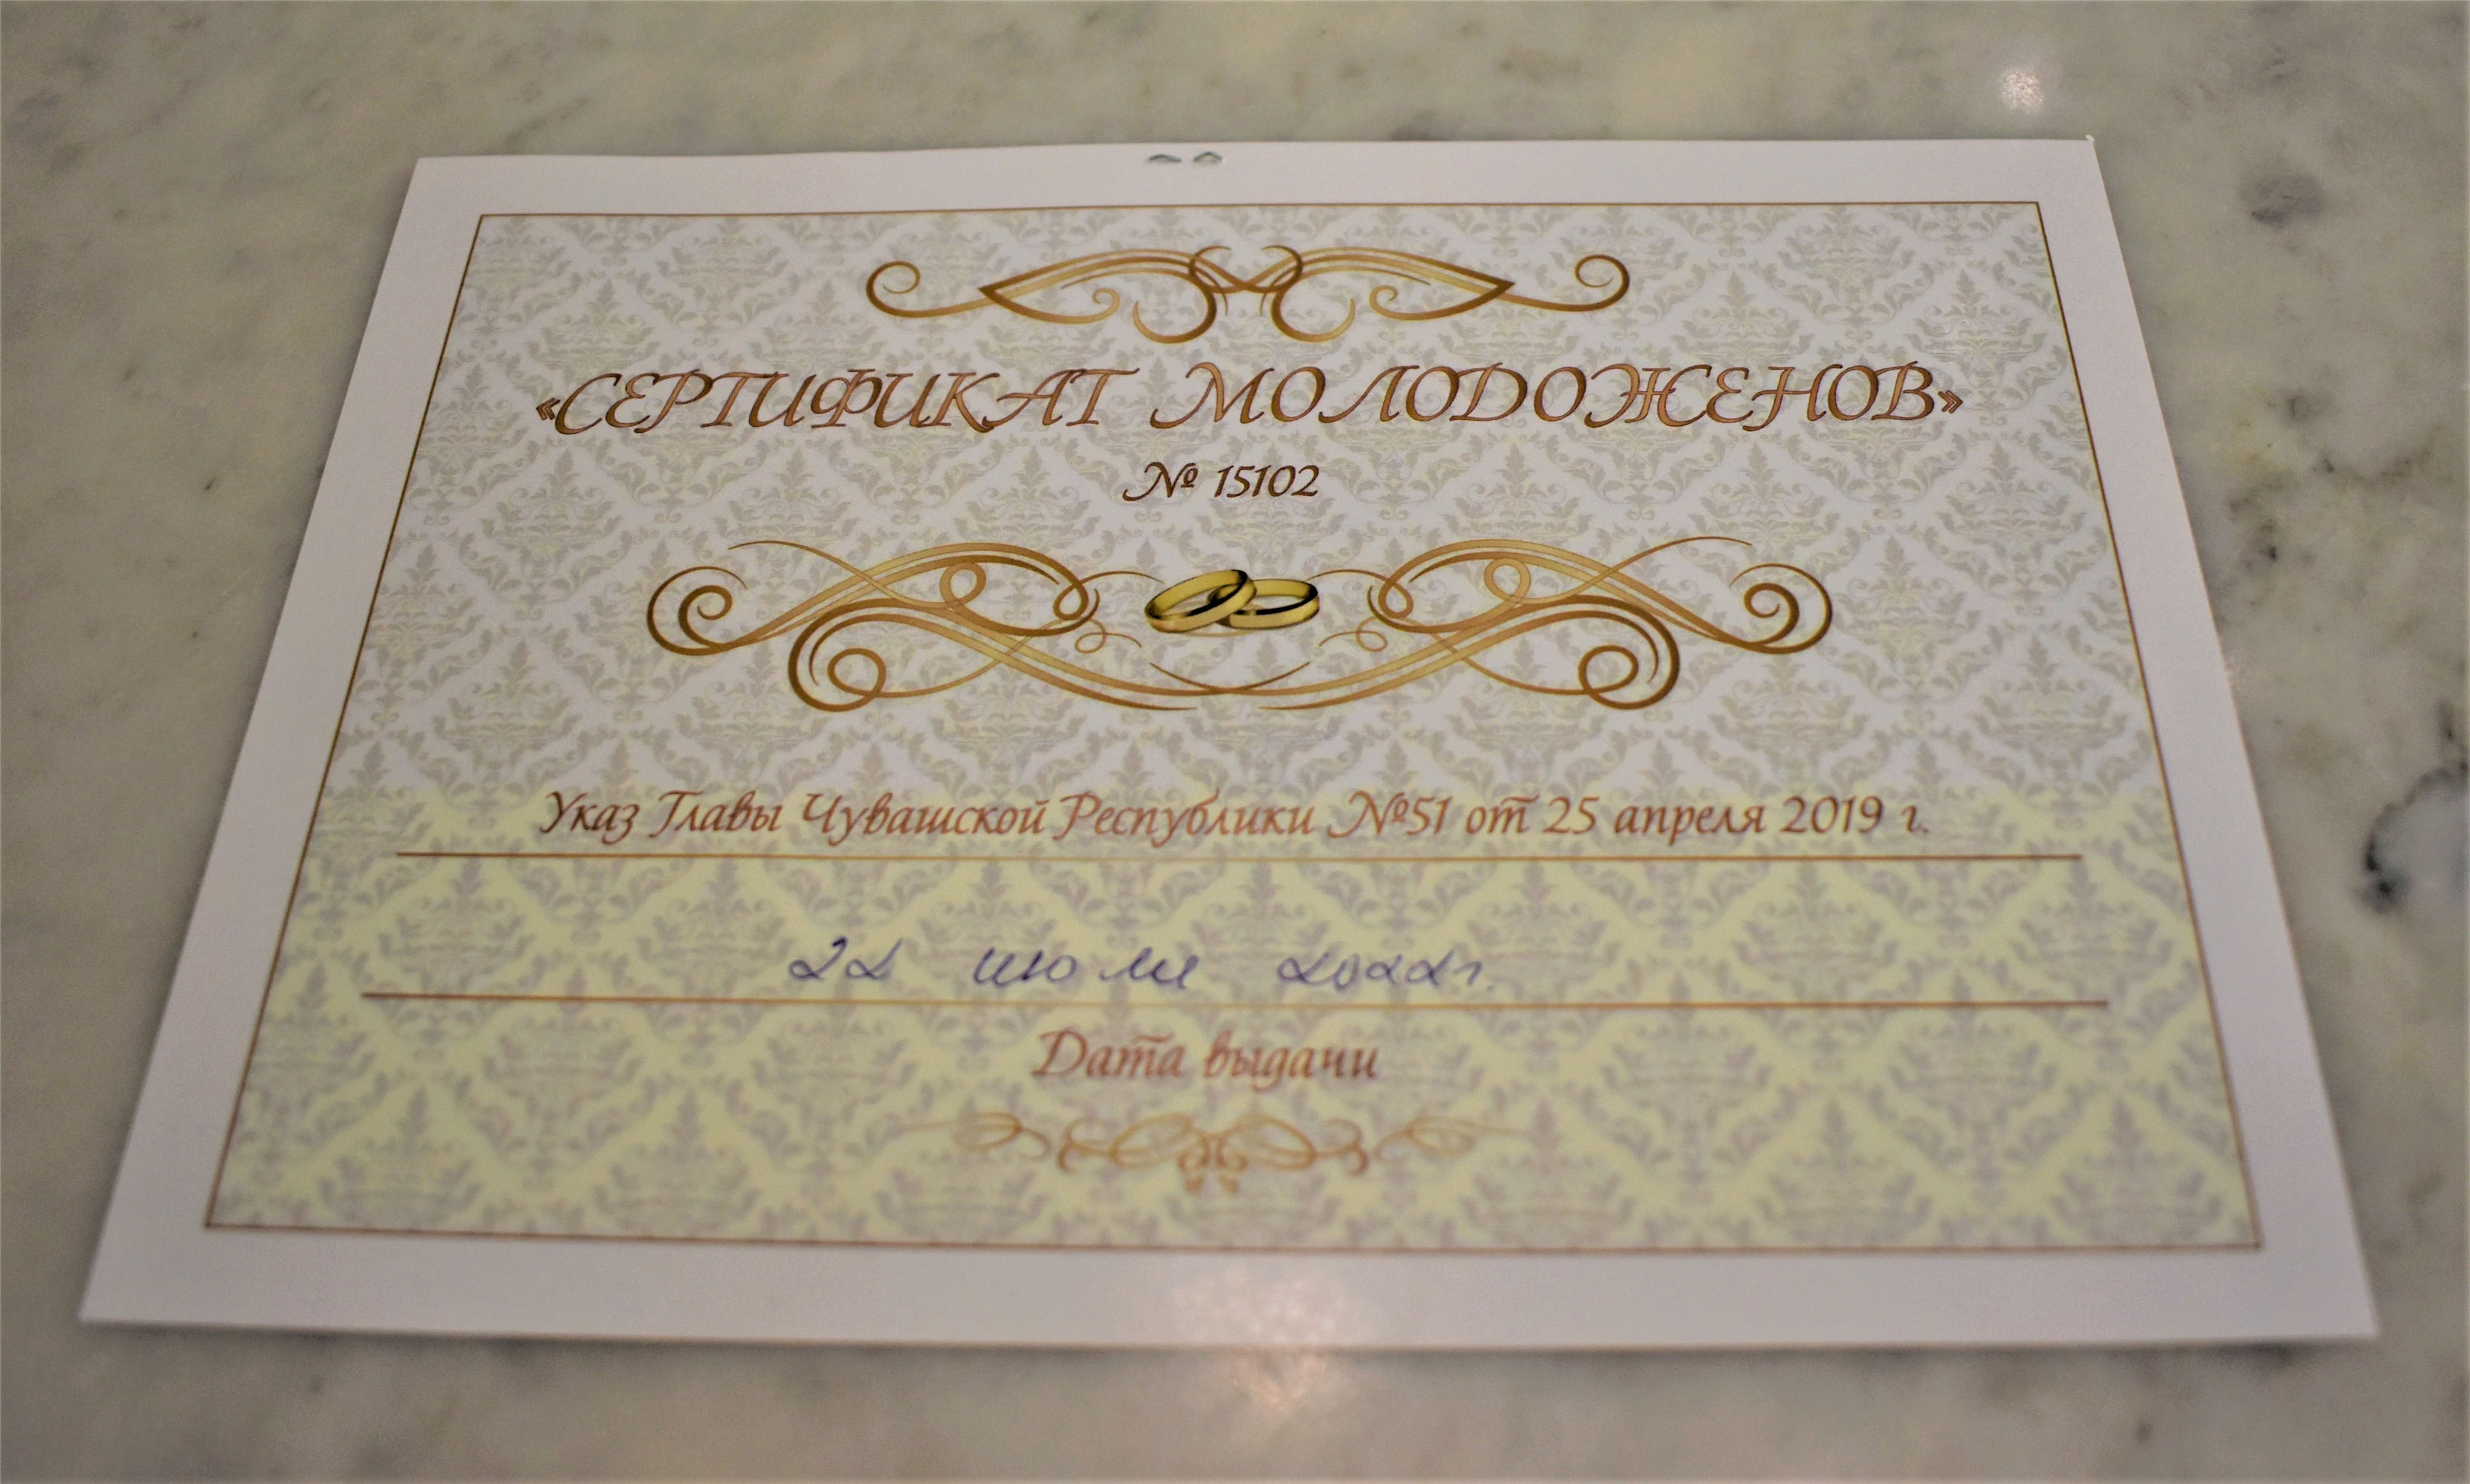 «СЕРТИФИКАТ МОЛОДОЖЕНОВ»
№ 15102
Указ Главы Чувашской Республики №51 от 25 апреля 2019 г.
22 июля 2022г.
Дата выдачи